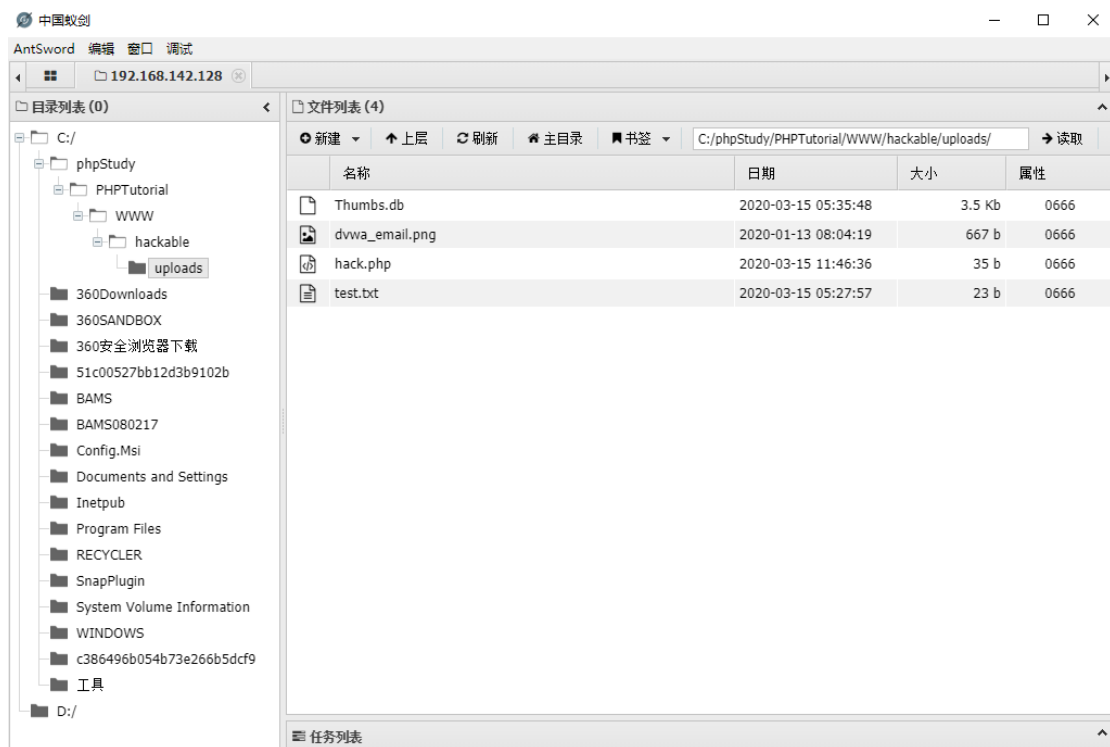 中国蚁剑
AntSword 编辑 窗口 调试
192.168.142.128
目录列表 (0)
文件列表 (4)
新建 上层 刷新 主目录 书签 C:/phpStudy/PHPTutorial/WWW/hackable/uploads/ 读取
名称 日期 大小 属性
Thumbs.db 2020-03-15 05:35:48 3.5 Kb 0666
dvwa_email.png 2020-01-13 08:04:19 667 b 0666
hack.php 2020-03-15 11:46:36 35 b 0666
test.txt 2020-03-15 05:27:57 23 b 0666
C:/
phpStudy
PHPTutorial
WWW
hackable
uploads
360Downloads
360SANDBOX
360安全浏览器下载
51c00527bb12d3b9102b
BAMS
BAMS080217
Config.Msi
Documents and Settings
Inetpub
Program Files
RECYCLER
SnapPlugin
System Volume Information
WINDOWS
c386496b054b73e266b5dcf9
工具
D:/
任务列表